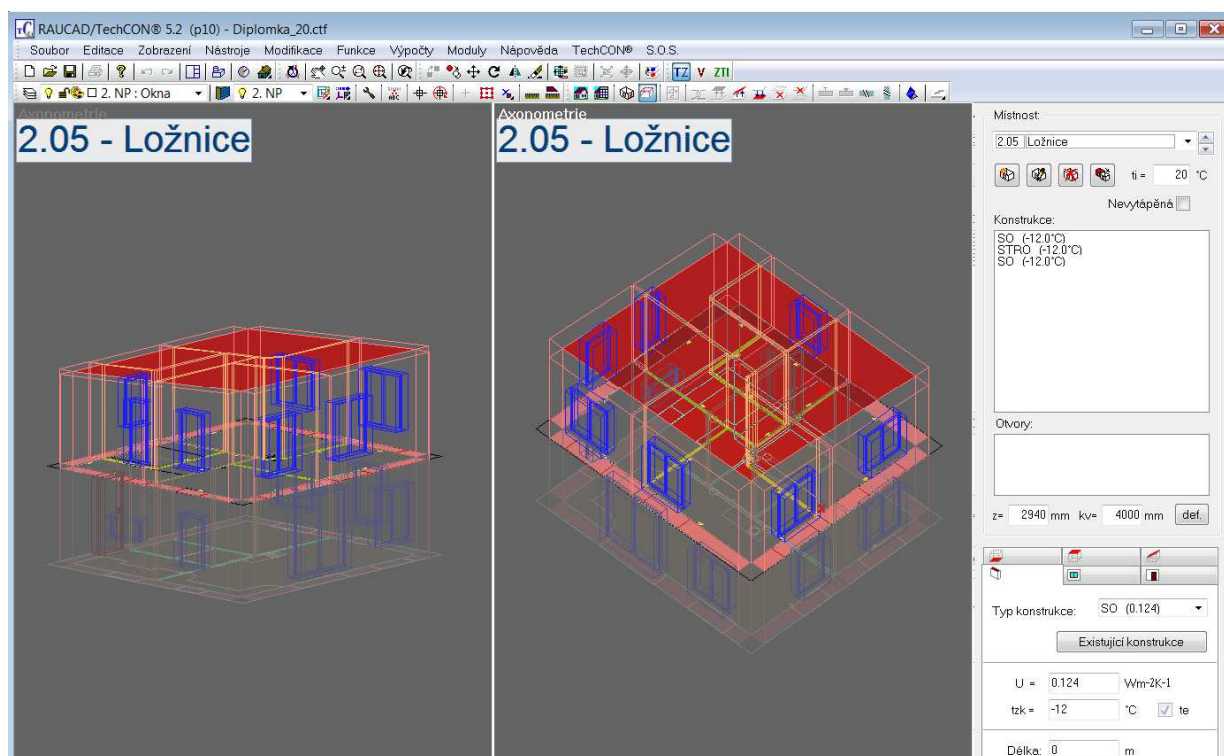 RAUCAD/TechCON® 5.2 (p10) - Diplomka_20.ctf
Soubor Editace Zobrazení Nástroje Modifikace Funkce Výpočty Moduly Nápověda TechCON® S.O.S.
TZ V ZTI
2. NP : Okna 2. NP
Axonometrie
2.05 - Ložnice
Axonometrie
2.05 - Ložnice
Místnost:
2.05 Ložnice
ti = 20 °C
Nevytápěná
Konstrukce:
SO (-12.0°C)
STRO (-12.0°C)
SO (-12.0°C)
Otvory:
z= 2940 mm kv= 4000 mm def.
Typ konstrukce: SO (0.124)
Existující konstrukce
U = 0.124 Wm-2K-1
tzk = -12 °C te
Délka: 0 m